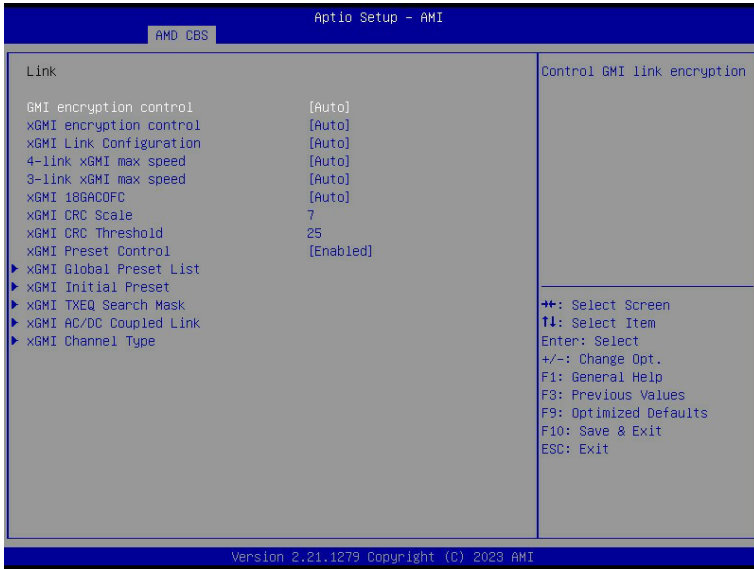 Aptio Setup - AMI
AMD CBS
Link
GMI encryption control [Auto]
xGMI encryption control [Auto]
xGMI Link Configuration [Auto]
4-link xGMI max speed [Auto]
3-link xGMI max speed [Auto]
xGMI 18GACOFC [Auto]
xGMI CRC Scale 7
xGMI CRC Threshold 25
xGMI Preset Control [Enabled]
xGMI Global Preset List
xGMI Initial Preset
xGMI TXEQ Search Mask
xGMI AC/DC Coupled Link
xGMI Channel Type
Control GMI link encryption
→←: Select Screen
↑↓: Select Item
Enter: Select
+/-: Change Opt.
F1: General Help
F3: Previous Values
F9: Optimized Defaults
F10: Save & Exit
ESC: Exit
Version 2.21.1279 Copyright (C) 2023 AMI